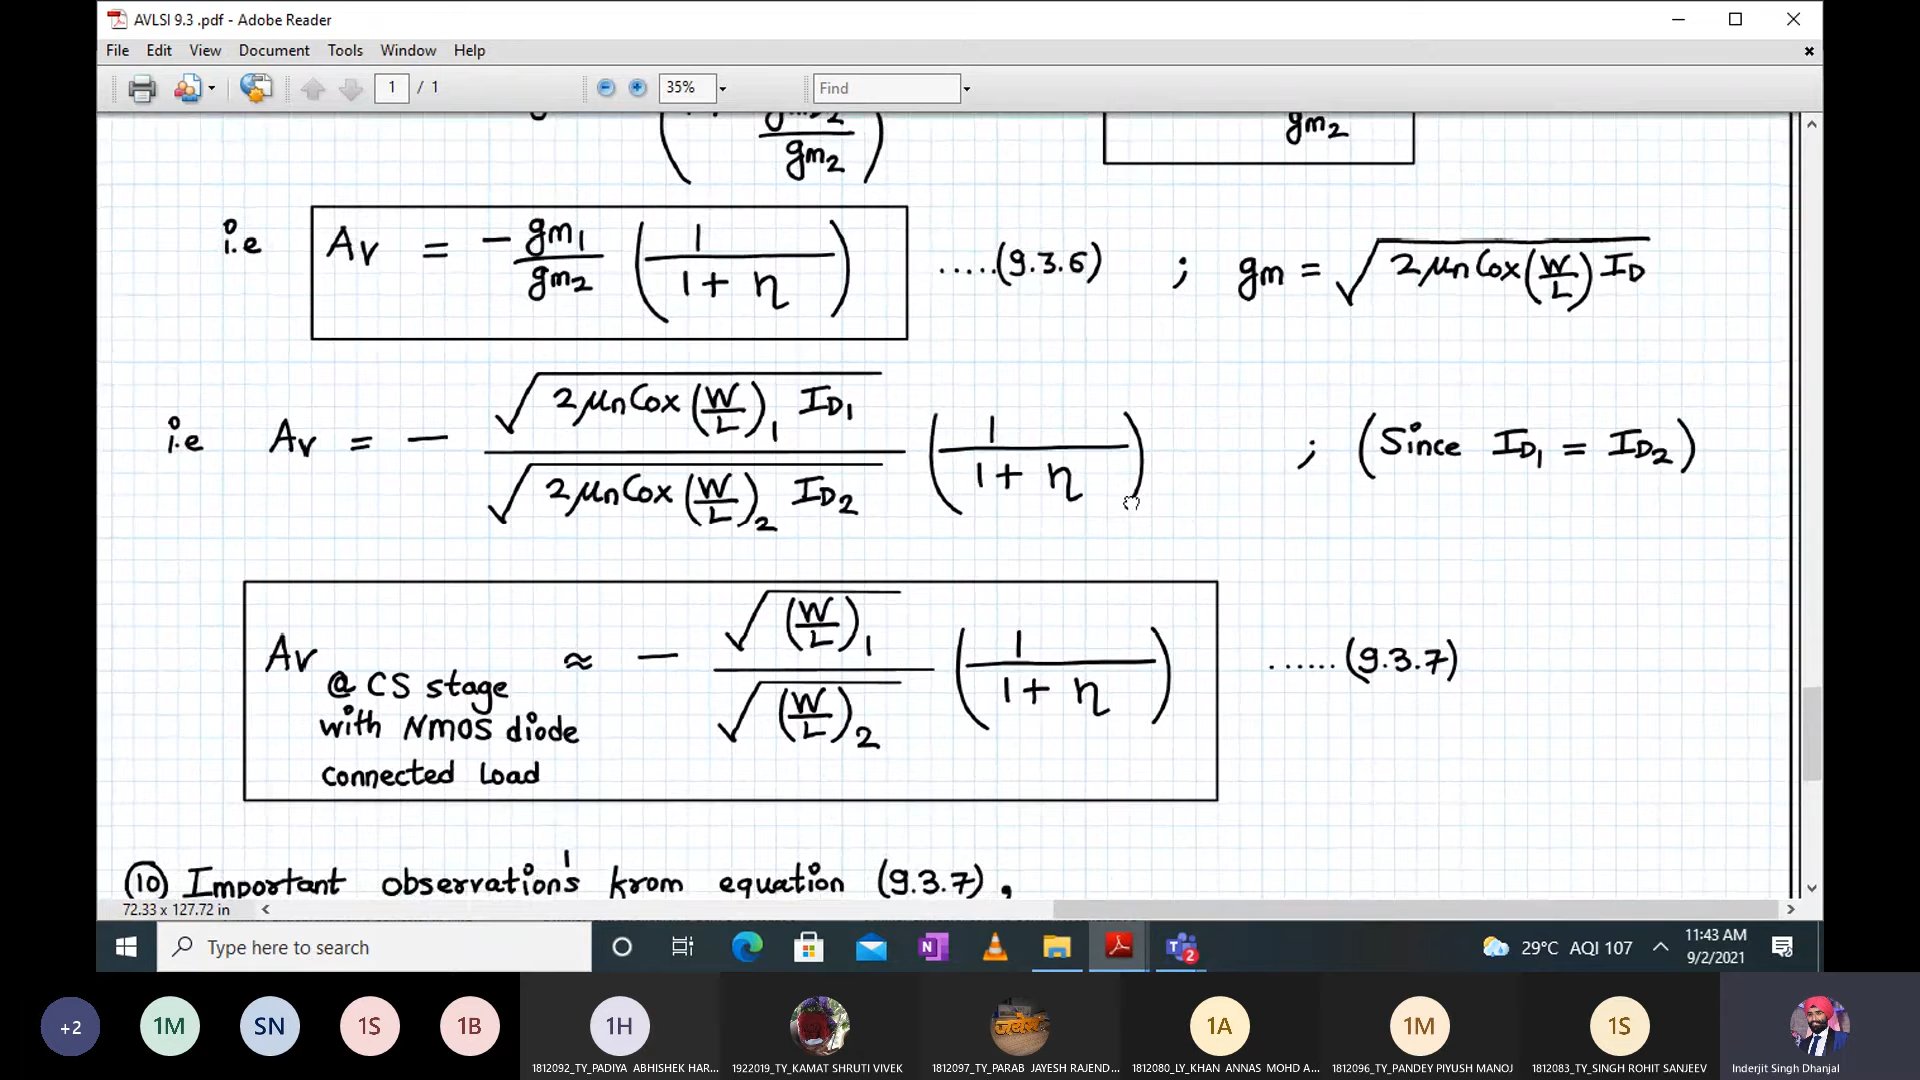 AVLSI 9.3 .pdf - Adobe Reader
File Edit View Document Tools Window Help
1 / 1 35% Find
gm2
gm2
i.e Av = - gm1/gm2 (1/(1 + η)) .....(9.3.6) ; gm = √(2μnCox(W/L) ID)
i.e Av = - √(2μnCox(W/L)1 ID1) / √(2μnCox(W/L)2 ID2) (1/(1 + η)) ; (Since ID1 = ID2)
Av @ CS stage with NMOS diode connected load ≈ - √(W/L)1 / √(W/L)2 (1/(1 + η)) ......(9.3.7)
(10) Important observation's krom equation (9.3.7),
72.33 x 127.72 in
Type here to search
29°C AQI 107
11:43 AM
9/2/2021
+2 1M SN 1S 1B 1H 1A 1M 1S
1812092_TY_PADIYA ABHISHEK HAR... 1922019_TY_KAMAT SHRUTI VIVEK 1812097_TY_PARAB JAYESH RAJEND... 1812080_LY_KHAN ANNAS MOHD A... 1812096_TY_PANDEY PIYUSH MANOJ 1812083_TY_SINGH ROHIT SANJEEV Inderjit Singh Dhanjal